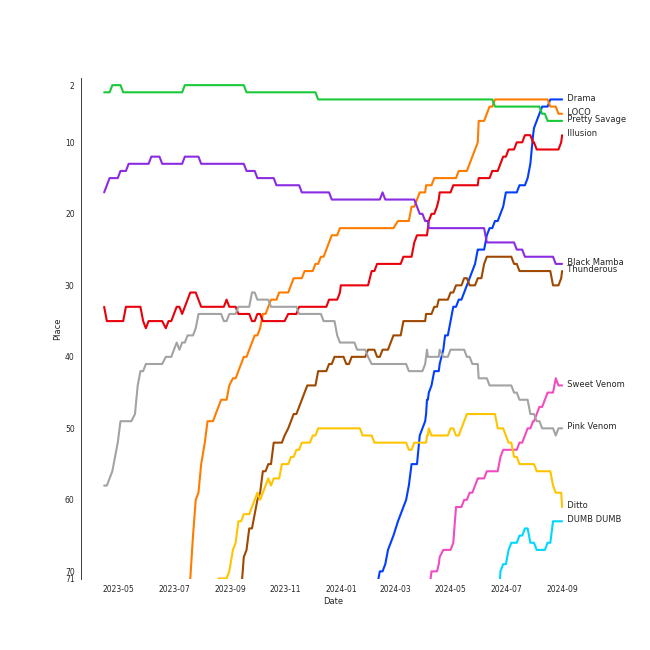 2
10
20
30
40
50
60
70
71
Place
2023-05
2023-07
2023-09
2023-11
2024-01
2024-03
2024-05
2024-07
2024-09
Date
Drama
LOCO
Pretty Savage
Illusion
Black Mamba
Thunderous
Sweet Venom
Pink Venom
Ditto
DUMB DUMB